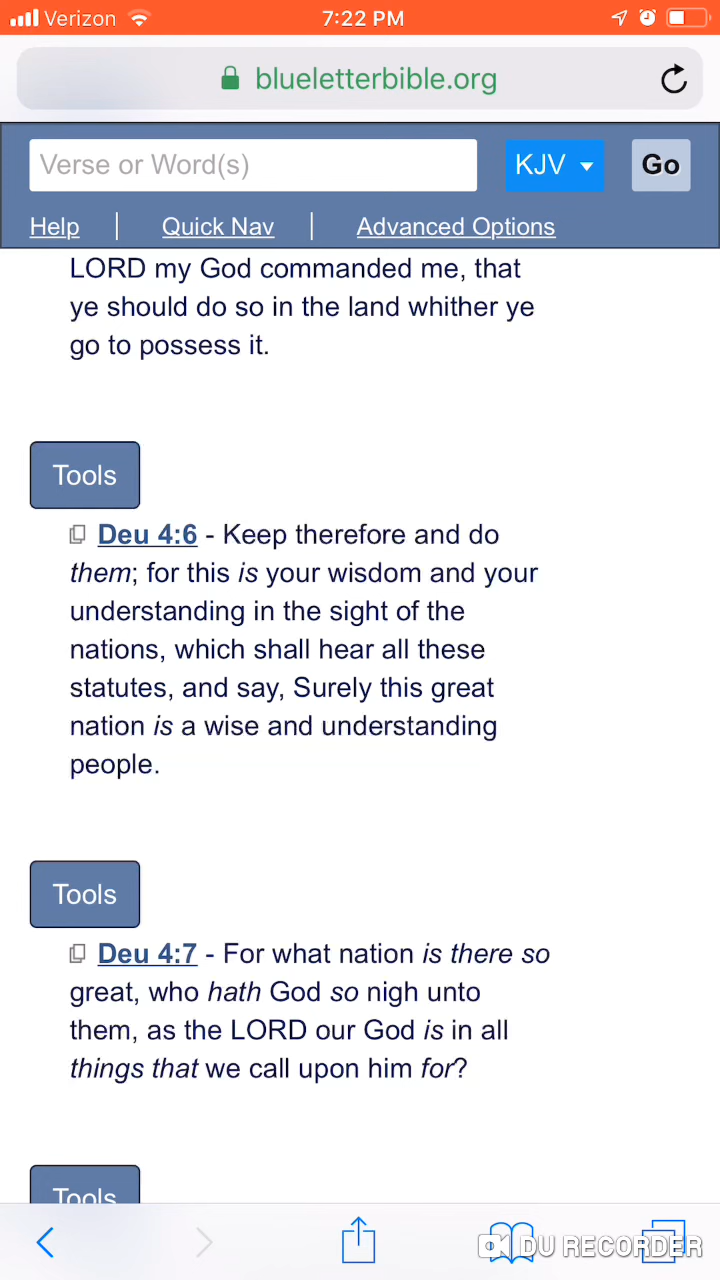 Verizon 7:22 PM
blueletterbible.org
Verse or Word(s) KJV Go
Help | Quick Nav | Advanced Options
LORD my God commanded me, that
ye should do so in the land whither ye
go to possess it.
Tools
Deu 4:6 - Keep therefore and do
them; for this is your wisdom and your
understanding in the sight of the
nations, which shall hear all these
statutes, and say, Surely this great
nation is a wise and understanding
people.
Tools
Deu 4:7 - For what nation is there so
great, who hath God so nigh unto
them, as the LORD our God is in all
things that we call upon him for?
Tools
DU RECORDER